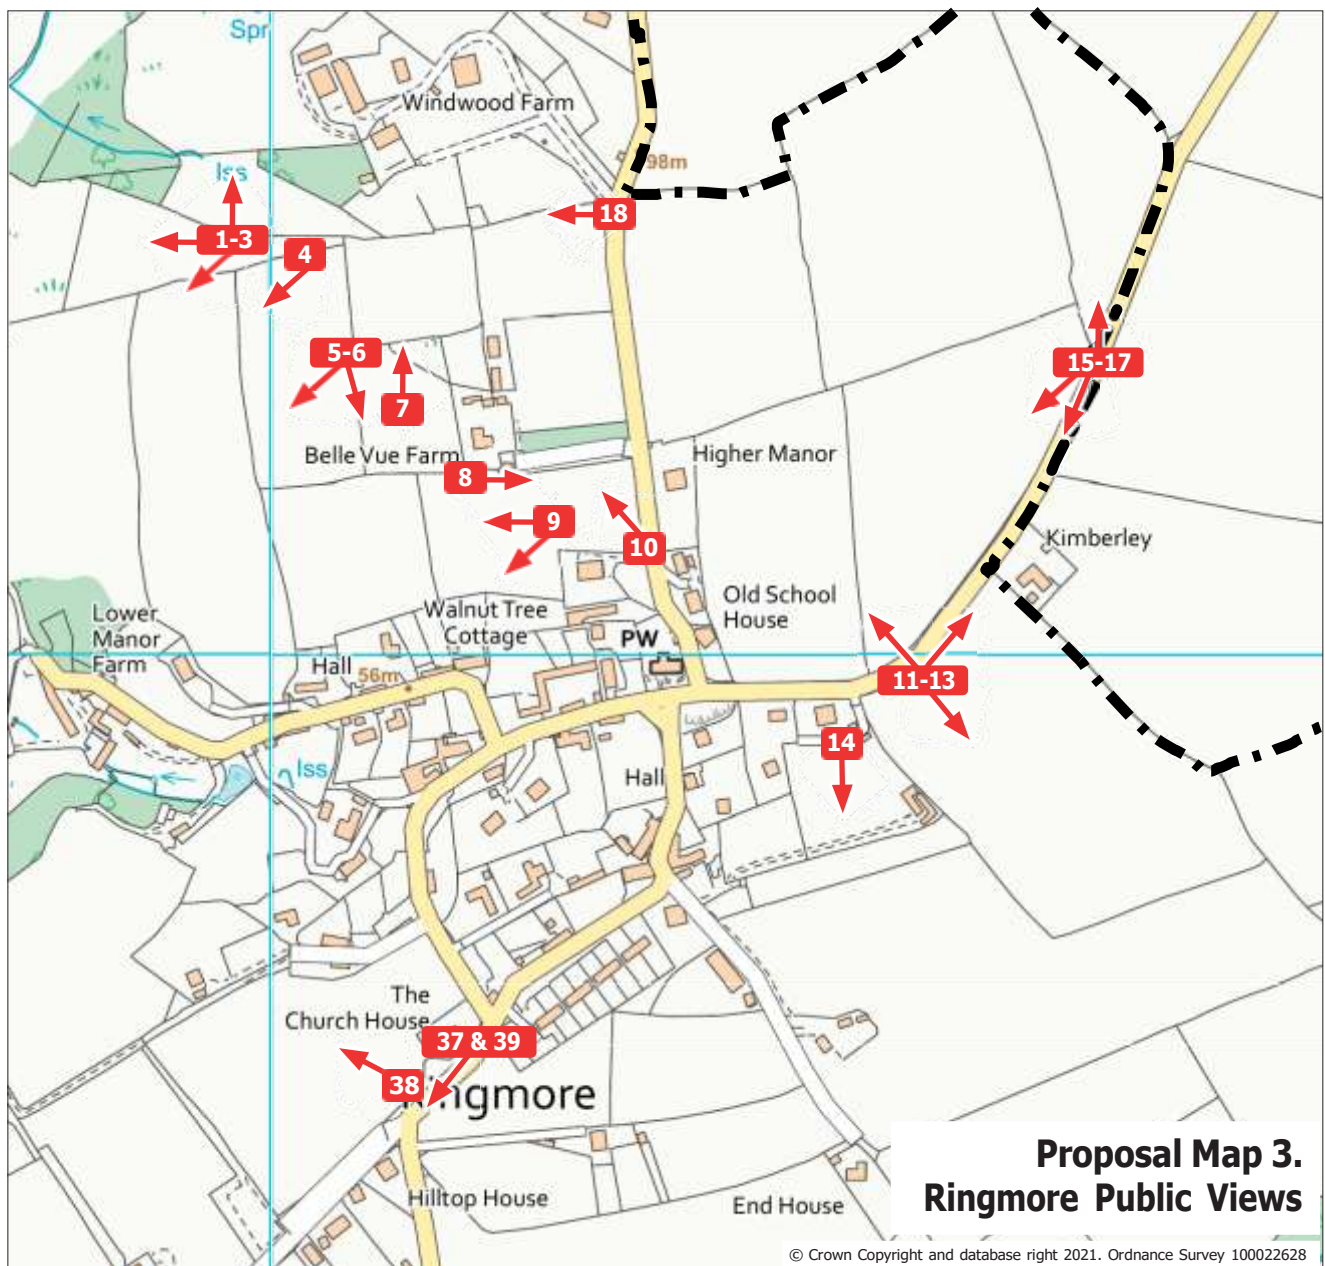 Spr
Windwood Farm
98m
Iss
18
1-3
4
5-6
15-17
7
Belle Vue Farm
Higher Manor
8
9
10
Kimberley
Lower
Manor
Farm
Walnut Tree
Cottage
Old School
House
PW
Hall
56m
11-13
14
Iss
Hall
The
Church House
37 & 39
38
Ringmore
Hilltop House
End House
Proposal Map 3.
Ringmore Public Views
© Crown Copyright and database right 2021. Ordnance Survey 100022628